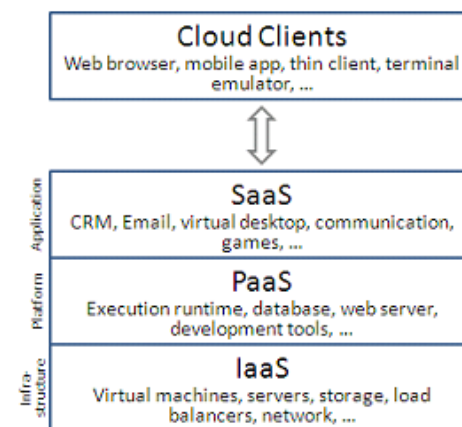 Cloud Clients
Web browser, mobile app, thin client, terminal
emulator, ...
Application
SaaS
CRM, Email, virtual desktop, communication,
games, ...
Platform
PaaS
Execution runtime, database, web server,
development tools, ...
Infra-
structure
IaaS
Virtual machines, servers, storage, load
balancers, network, ...